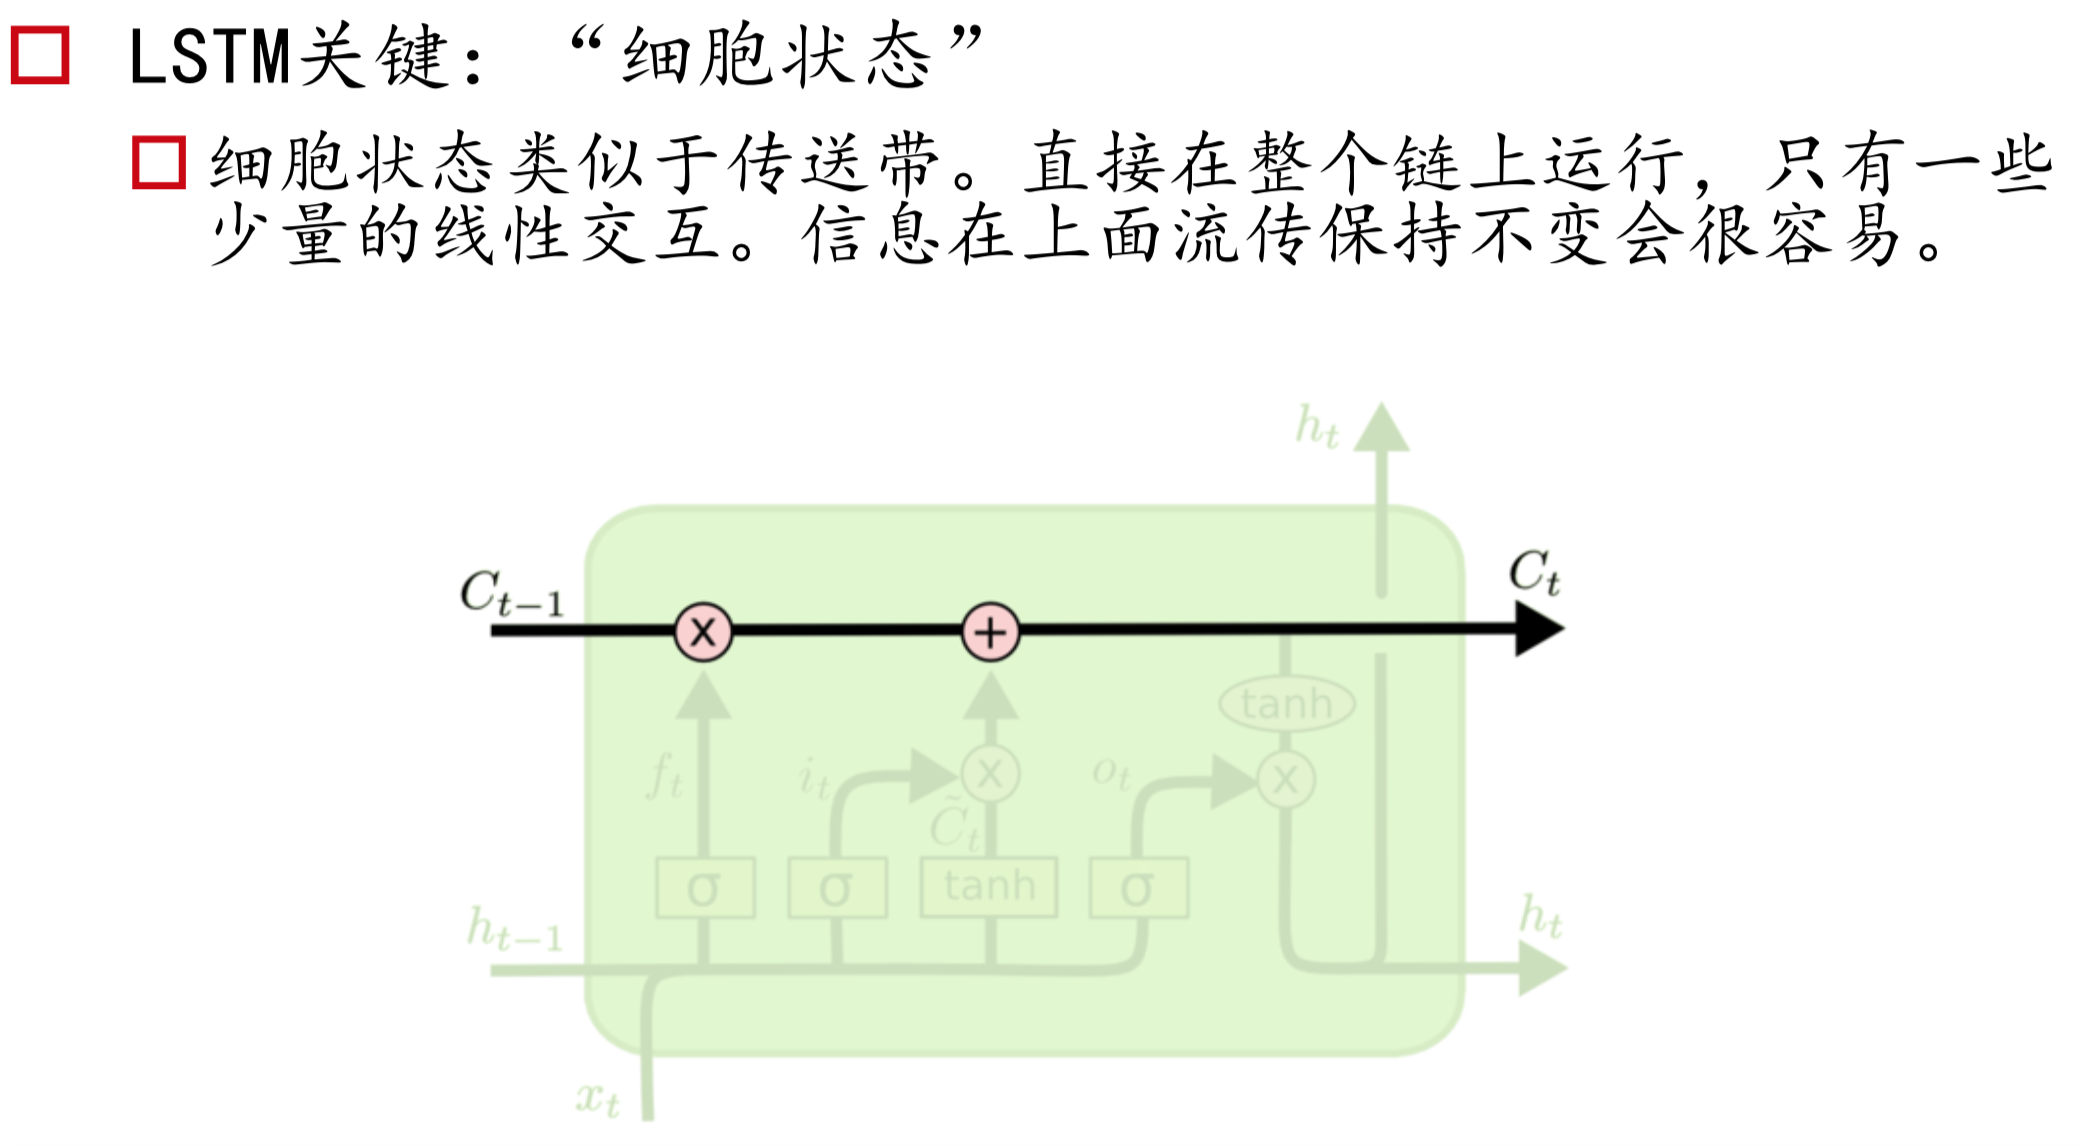 LSTM关键：“细胞状态”
细胞状态类似于传送带。直接在整个链上运行，只有一些
少量的线性交互。信息在上面流传保持不变会很容易。
h_t
C_{t-1}
C_t
x
+
tanh
f_t
i_t
x
o_t
x
C̃_t
σ
σ
tanh
σ
h_{t-1}
h_t
x_t